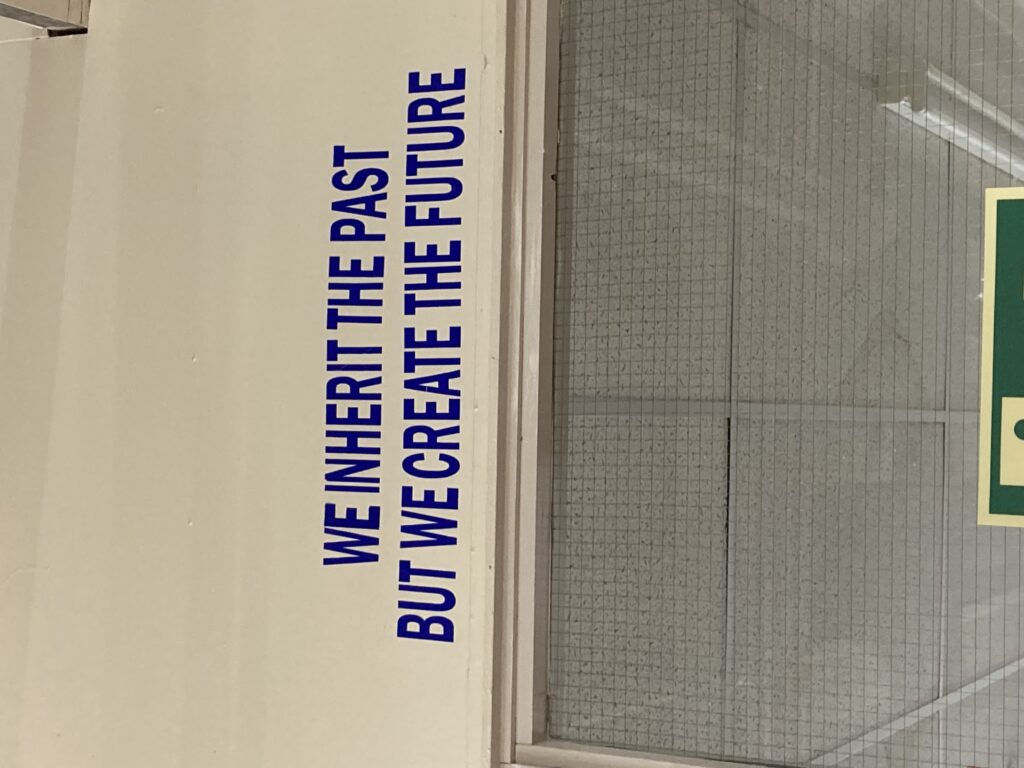 WE INHERIT THE PAST
BUT WE CREATE THE FUTURE